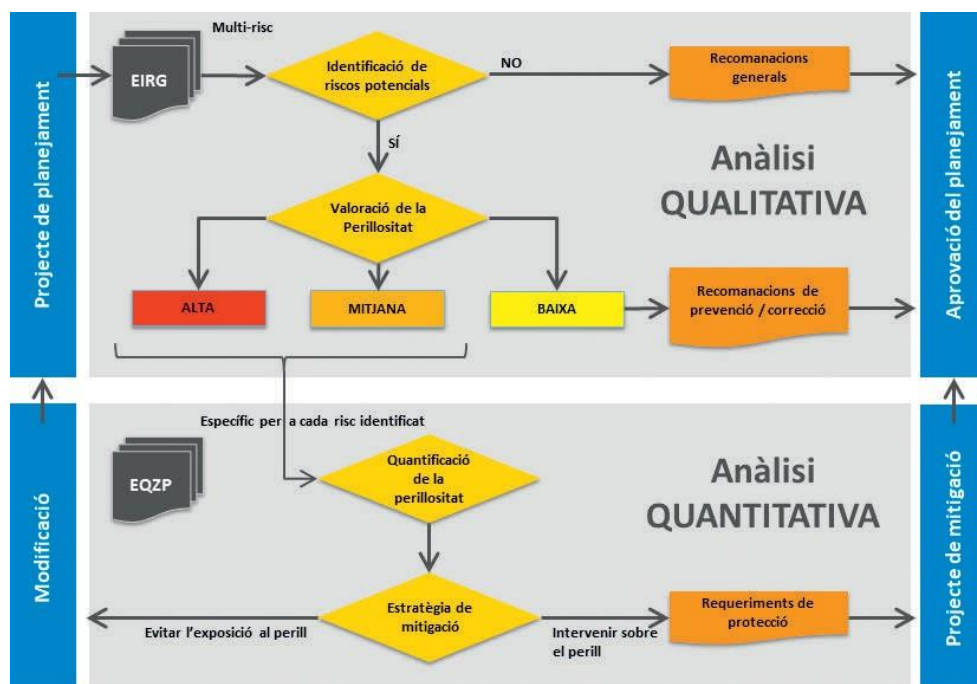 Projecte de planejament
EIRG
Multi-risc
Identificació de
riscos potencials
NO
Recomanacions
generals
SÍ
Anàlisi
QUALITATIVA
Valoració de la
Perillositat
ALTA
MITJANA
BAIXA
Recomanacions de
prevenció / correcció
Aprovació del planejament
Modificació
Específic per a cada risc identificat
EQZP
Quantificació
de la
perillositat
Anàlisi
QUANTITATIVA
Estratègia de
mitigació
Evitar l’exposició al perill
Intervenir sobre
el perill
Requeriments de
protecció
Projecte de mitigació